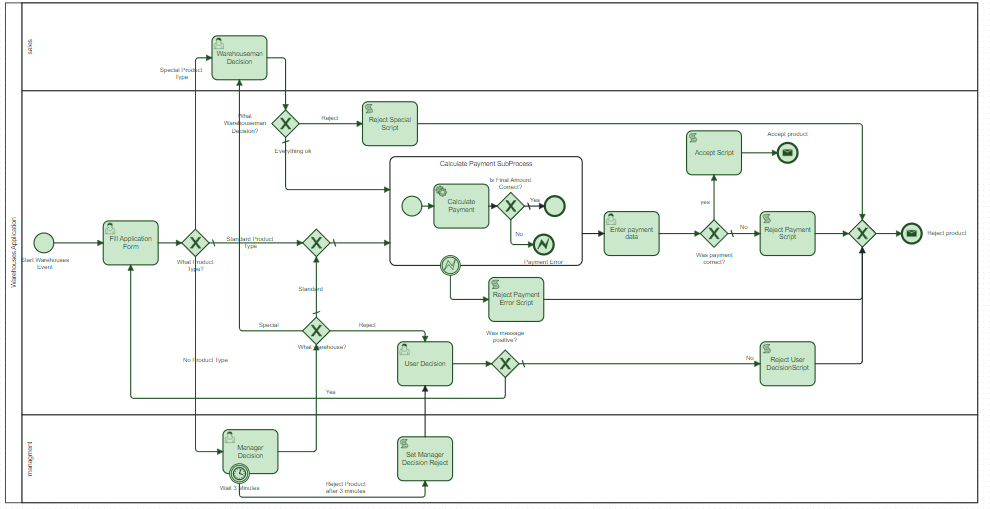 Warehouses Application
sales
Special Product
Type
Warehouseman
Decision
What
Warehouseman
Decision?
Reject
Everything ok
Reject Special
Script
Calculate Payment SubProcess
Calculate
Payment
Is Final Amount
Correct?
Yes
No
Payment Error
Accept Script
Accept product
yes
Start Warehouses
Event
Fill Application
Form
What Product
Type?
Standard Product
Type
Enter payment
data
Was payment
correct?
No
Reject Payment
Script
Reject product
Reject Payment
Error Script
Standard
Special
What warehouse?
Reject
Was message
positive?
User Decision
No
Reject User
DecisionScript
No Product Type
Yes
managment
Manager
Decision
Wait 3 Minutes
Set Manager
Decision Reject
Reject Product
after 3 minutes